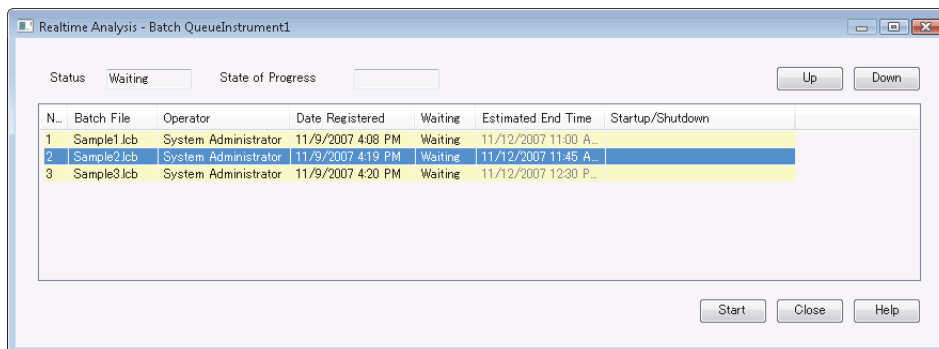 Realtime Analysis - Batch QueueInstrument1
Status Waiting State of Progress Up Down
N... Batch File Operator Date Registered Waiting Estimated End Time Startup/Shutdown
1 Sample1.lcb System Administrator 11/9/2007 4:08 PM Waiting 11/12/2007 11:00 A...
2 Sample2.lcb System Administrator 11/9/2007 4:19 PM Waiting 11/12/2007 11:45 A...
3 Sample3.lcb System Administrator 11/9/2007 4:20 PM Waiting 11/12/2007 12:30 P...
Start Close Help